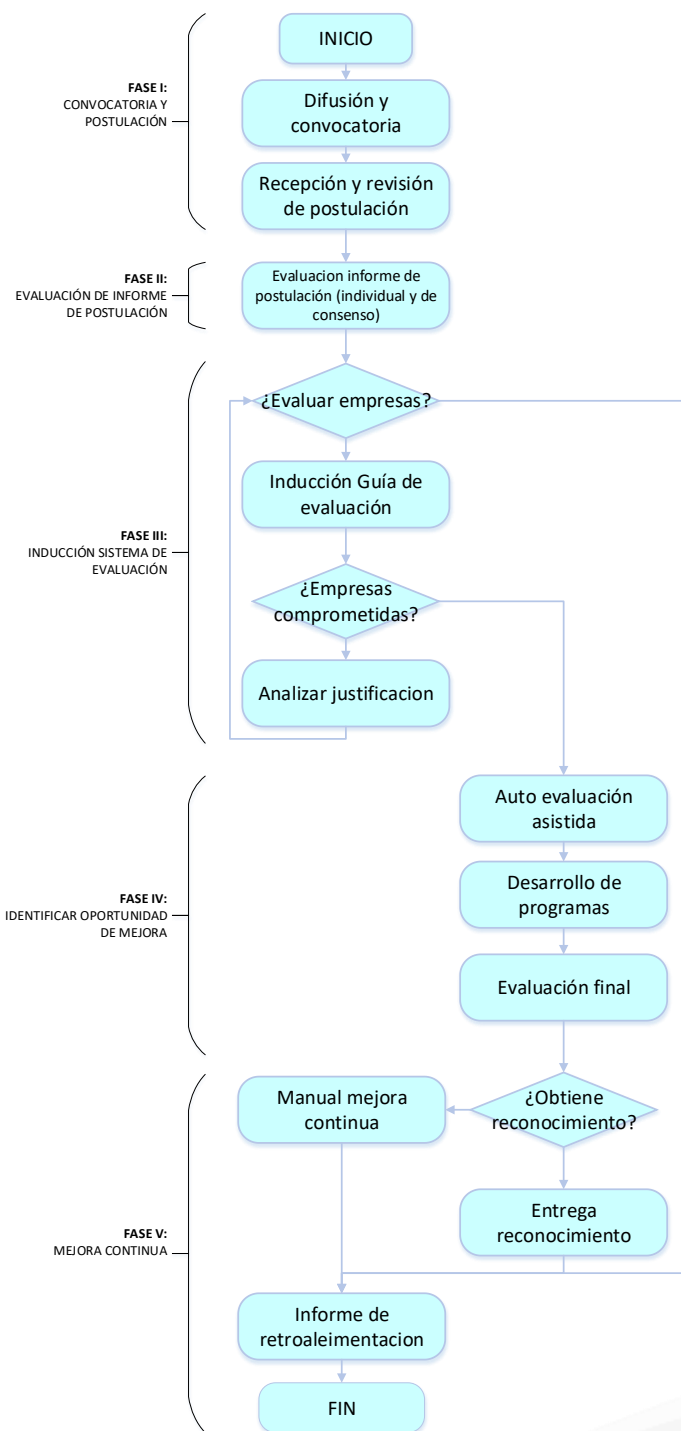 INICIO
FASE I:
CONVOCATORIA Y
POSTULACIÓN
Difusión y
convocatoria
Recepción y revisión
de postulación
FASE II:
EVALUACIÓN DE INFORME
DE POSTULACIÓN
Evaluacion informe de
postulación (individual y de
consenso)
¿Evaluar empresas?
Inducción Guía de
evaluación
FASE III:
INDUCCIÓN SISTEMA DE
EVALUACIÓN
¿Empresas
comprometidas?
Analizar justificacion
Auto evaluación
asistida
Desarrollo de
programas
FASE IV:
IDENTIFICAR OPORTUNIDAD
DE MEJORA
Evaluación final
Manual mejora
continua
¿Obtiene
reconocimiento?
Entrega
reconocimiento
FASE V:
MEJORA CONTINUA
Informe de
retroaleimentacion
FIN